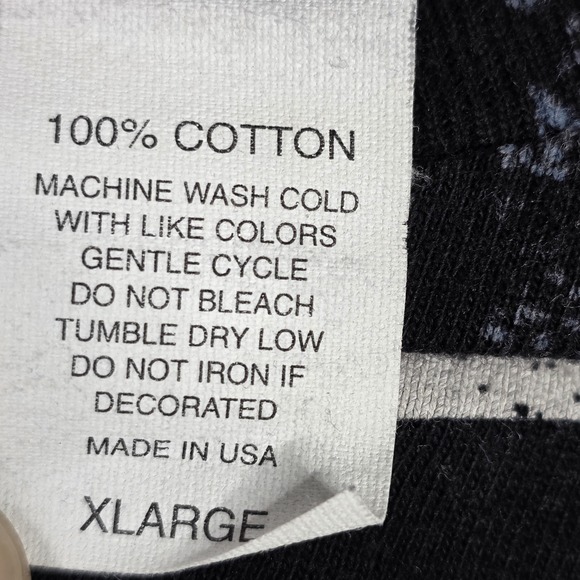 100% COTTON
MACHINE WASH COLD
WITH LIKE COLORS
GENTLE CYCLE
DO NOT BLEACH
TUMBLE DRY LOW
DO NOT IRON IF
DECORATED
MADE IN USA
XLARGE